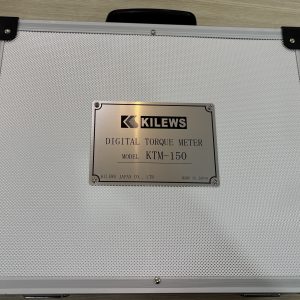 KILEWS
DIGITAL TORQUE METER
MODEL KTM-150
KILEWS JAPAN CO., LTD. MADE IN JAPAN